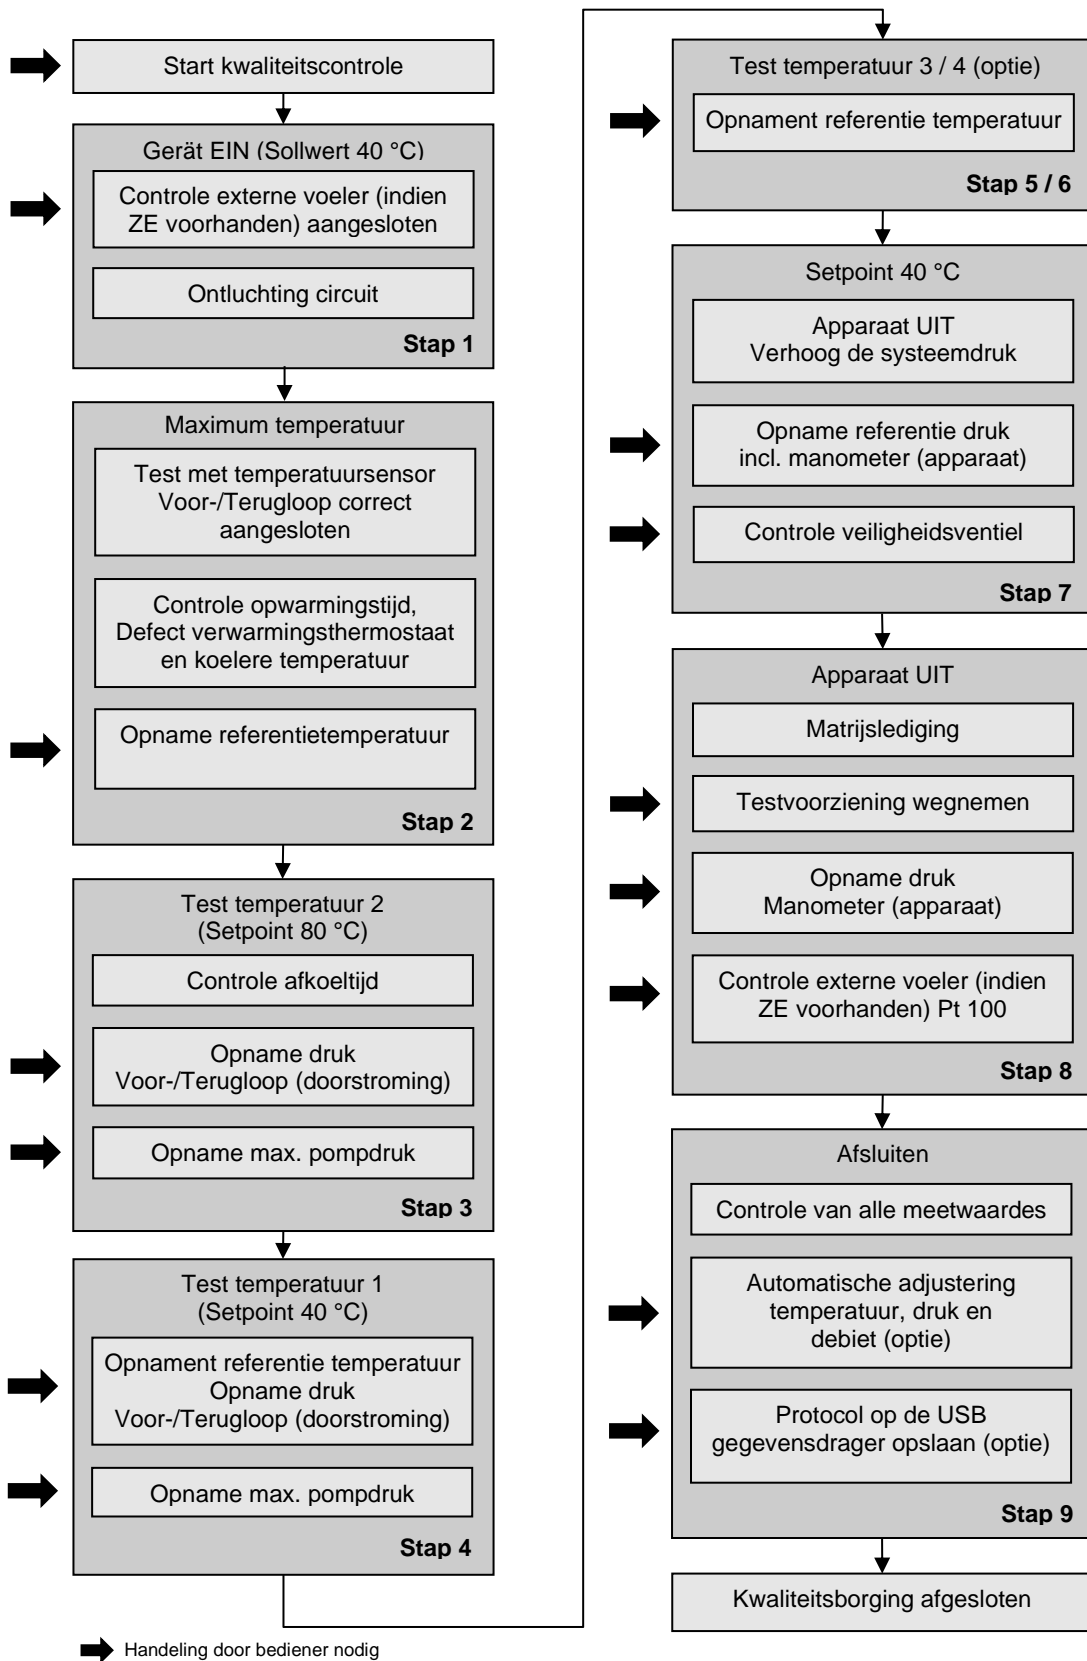 Start kwaliteitscontrole
Gerät EIN (Sollwert 40 °C)
Controle externe voeler (indien
ZE voorhanden) aangesloten
Ontluchting circuit
Stap 1
Maximum temperatuur
Test met temperatuursensor
Voor-/Terugloop correct
aangesloten
Controle opwarmingstijd,
Defect verwarmingsthermostaat
en koelere temperatuur
Opname referentietemperatuur
Stap 2
Test temperatuur 2
(Setpoint 80 °C)
Controle afkoeltijd
Opname druk
Voor-/Terugloop (doorstroming)
Opname max. pompdruk
Stap 3
Test temperatuur 1
(Setpoint 40 °C)
Opnament referentie temperatuur
Opname druk
Voor-/Terugloop (doorstroming)
Opname max. pompdruk
Stap 4
Test temperatuur 3 / 4 (optie)
Opnament referentie temperatuur
Stap 5 / 6
Setpoint 40 °C
Apparaat UIT
Verhoog de systeemdruk
Opname referentie druk
incl. manometer (apparaat)
Controle veiligheidsventiel
Stap 7
Apparaat UIT
Matrijslediging
Testvoorziening wegnemen
Opname druk
Manometer (apparaat)
Controle externe voeler (indien
ZE voorhanden) Pt 100
Stap 8
Afsluiten
Controle van alle meetwaardes
Automatische adjustering
temperatuur, druk en
debiet (optie)
Protocol op de USB
gegevensdrager opslaan (optie)
Stap 9
Kwaliteitsborging afgesloten
Handeling door bediener nodig